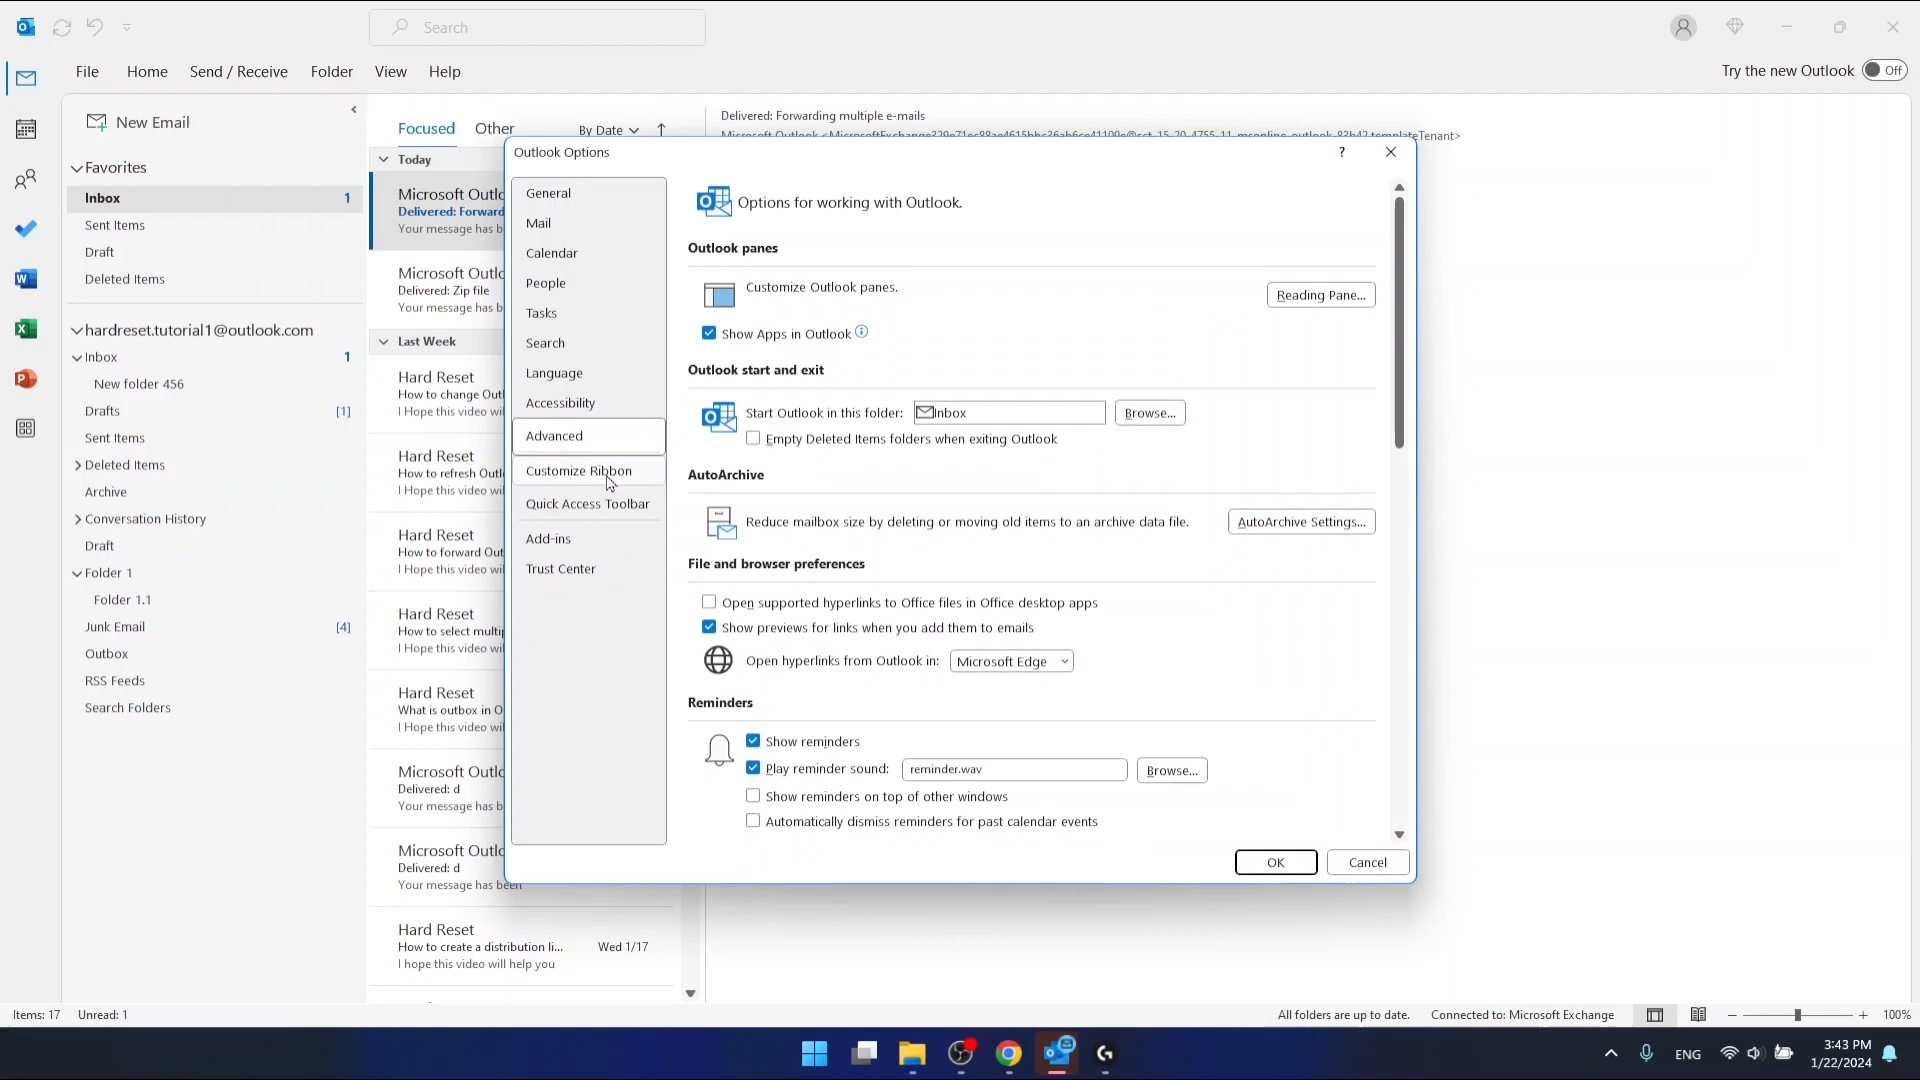 Search
File Home Send / Receive Folder View Help
Try the new Outlook Off
New Email
Favorites
Inbox 1
Sent Items
Draft
Deleted Items
hardreset.tutorial1@outlook.com
Inbox 1
New folder 456
Drafts [1]
Sent Items
Deleted Items
Archive
Conversation History
Draft
Folder 1
Folder 1.1
Junk Email [4]
Outbox
RSS Feeds
Search Folders
Focused Other By Date
Today
Microsoft Outlo
Delivered: Forward
Your message has b
Microsoft Outlo
Delivered: Zip file
Your message has b
Last Week
Hard Reset
How to change Outl
I Hope this video wil
Hard Reset
How to refresh Outl
I Hope this video wil
Hard Reset
How to forward Out
I Hope this video wil
Hard Reset
How to select multip
I Hope this video wil
Hard Reset
What is outbox in O
I Hope this video wil
Microsoft Outlo
Delivered: d
Your message has b
Microsoft Outlo
Delivered: d
Your message has been
Hard Reset
How to create a distribution li... Wed 1/17
I hope this video will help you
Delivered: Forwarding multiple e-mails
Outlook Options
General
Mail
Calendar
People
Tasks
Search
Language
Accessibility
Advanced
Customize Ribbon
Quick Access Toolbar
Add-ins
Trust Center
Options for working with Outlook.
Outlook panes
Customize Outlook panes. Reading Pane...
Show Apps in Outlook
Outlook start and exit
Start Outlook in this folder: Inbox Browse...
Empty Deleted Items folders when exiting Outlook
AutoArchive
Reduce mailbox size by deleting or moving old items to an archive data file. AutoArchive Settings...
File and browser preferences
Open supported hyperlinks to Office files in Office desktop apps
Show previews for links when you add them to emails
Open hyperlinks from Outlook in: Microsoft Edge
Reminders
Show reminders
Play reminder sound: reminder.wav Browse...
Show reminders on top of other windows
Automatically dismiss reminders for past calendar events
OK Cancel
Items: 17 Unread: 1
All folders are up to date. Connected to: Microsoft Exchange 100%
ENG
3:43 PM
1/22/2024